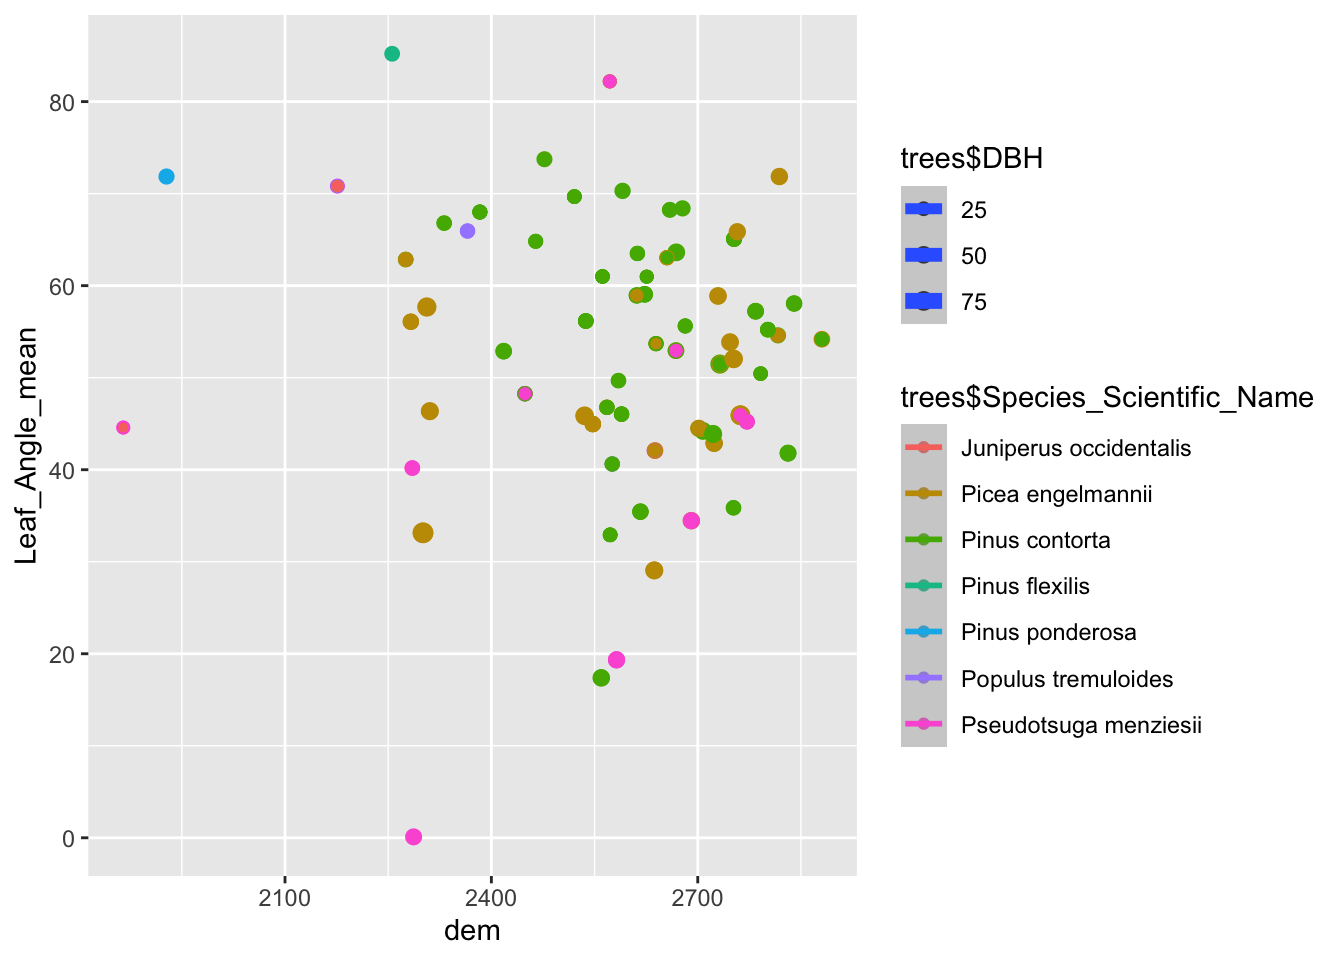 80
60
40
20
0
Leaf_Angle_mean
2100 2400 2700
dem
trees$DBH
25
50
75
trees$Species_Scientific_Name
Juniperus occidentalis
Picea engelmannii
Pinus contorta
Pinus flexilis
Pinus ponderosa
Populus tremuloides
Pseudotsuga menziesii